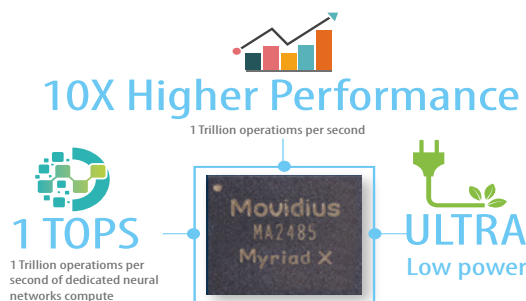 10X Higher Performance
1 Trillion operatioms per second
1 TOPS
1 Trillion operatioms per
second of dedicated neural
networks compute
Movidius
MA2485
Myriad X
ULTRA
Low power